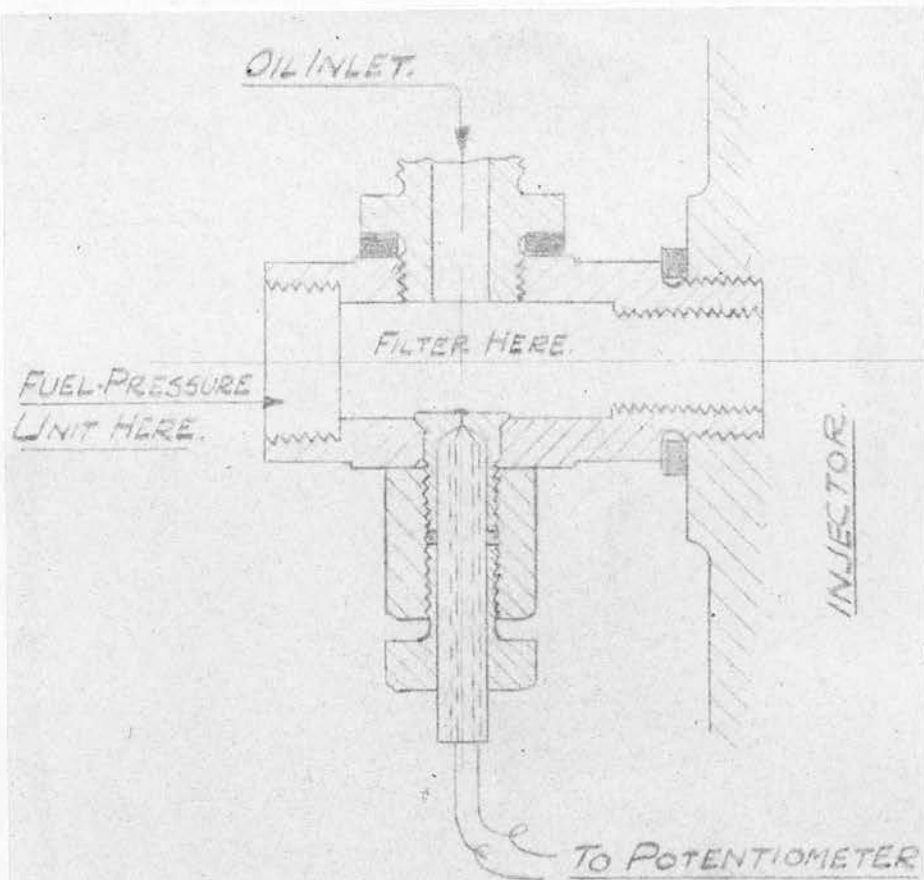 OIL INLET.
FILTER HERE.
FUEL-PRESSURE
UNIT HERE.
INJECTOR.
TO POTENTIOMETER